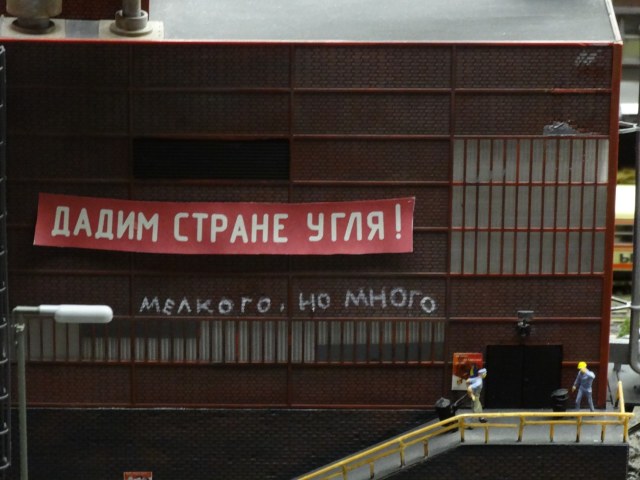 ДАДИМ СТРАНЕ УГЛЯ!
МЕЛКОГО, НО МНОГО